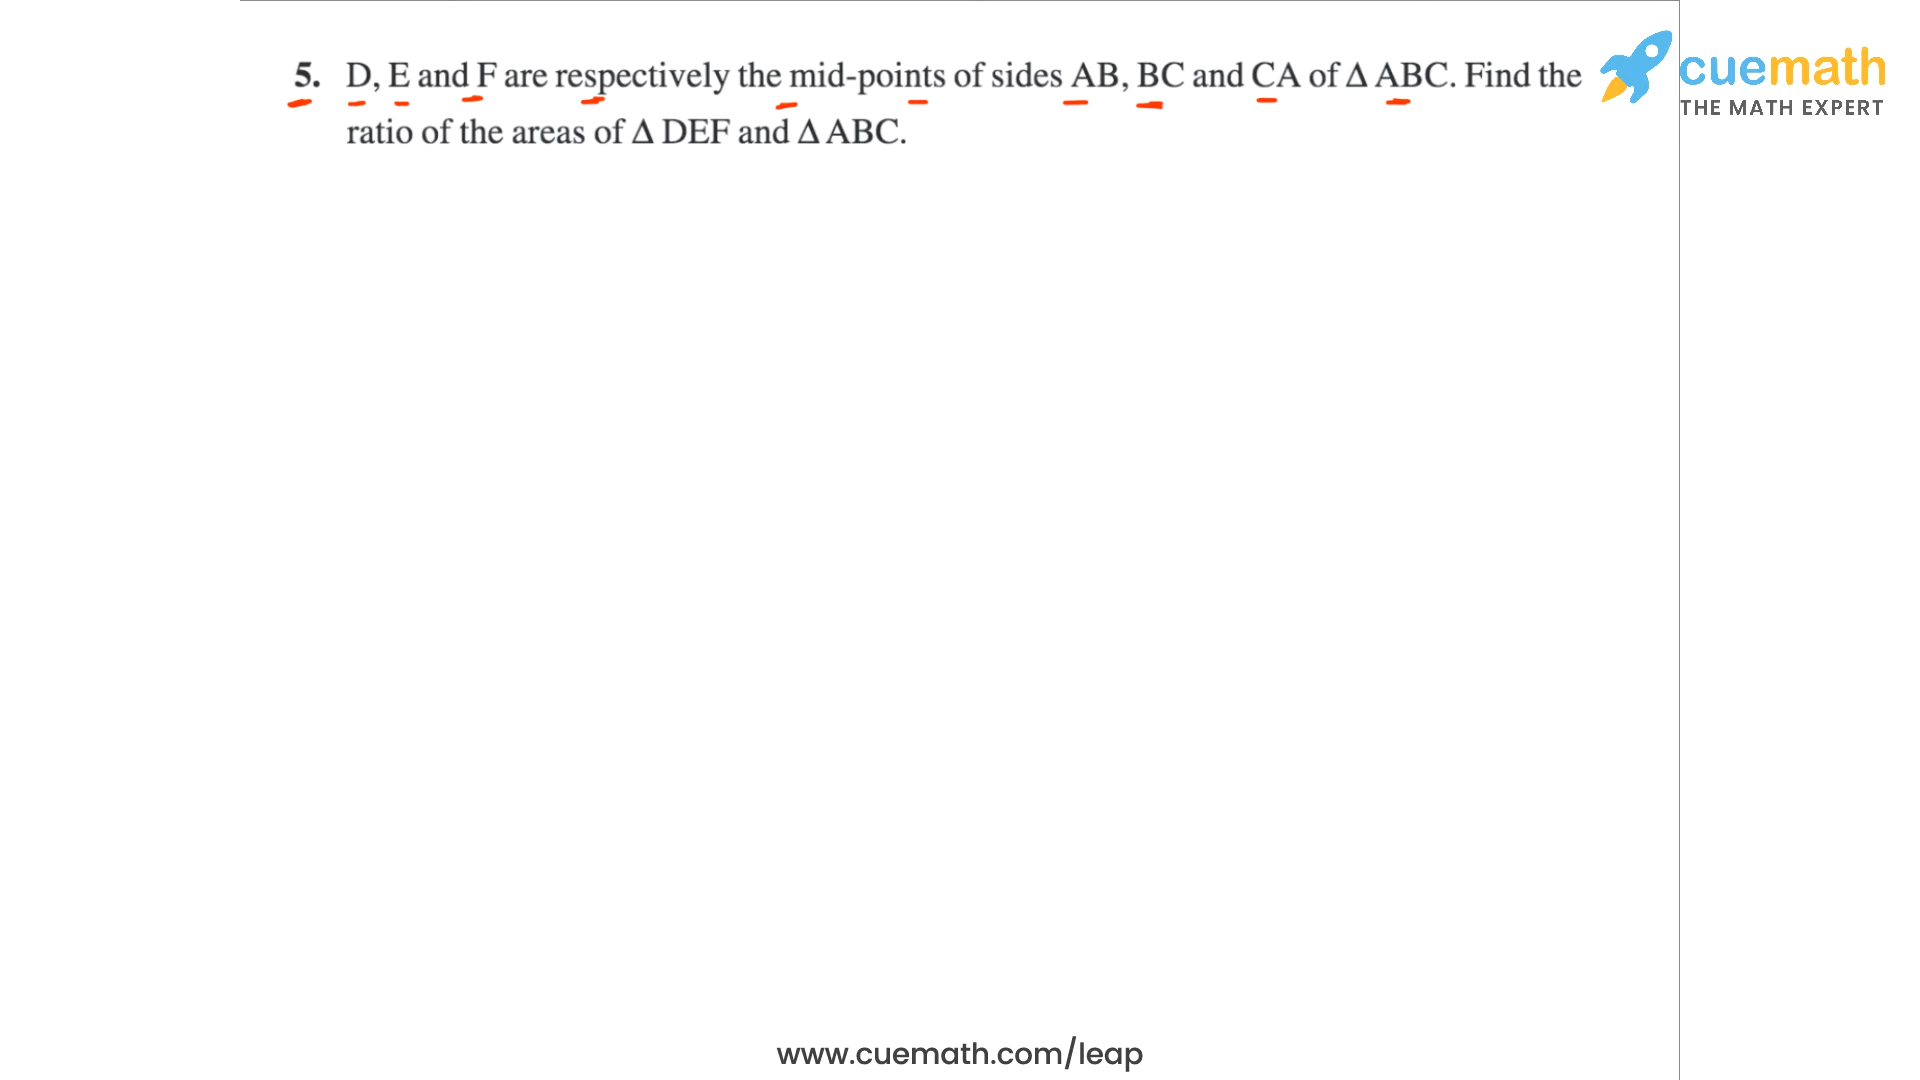 5. D, E and F are respectively the mid-points of sides AB, BC and CA of Δ ABC. Find the
ratio of the areas of Δ DEF and Δ ABC.
cuemath
THE MATH EXPERT
www.cuemath.com/leap